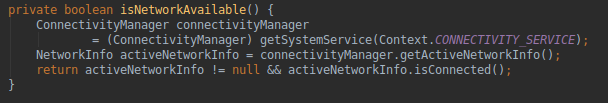 private boolean isNetworkAvailable() {
    ConnectivityManager connectivityManager
            = (ConnectivityManager) getSystemService(Context.CONNECTIVITY_SERVICE);
    NetworkInfo activeNetworkInfo = connectivityManager.getActiveNetworkInfo();
    return activeNetworkInfo != null && activeNetworkInfo.isConnected();
}